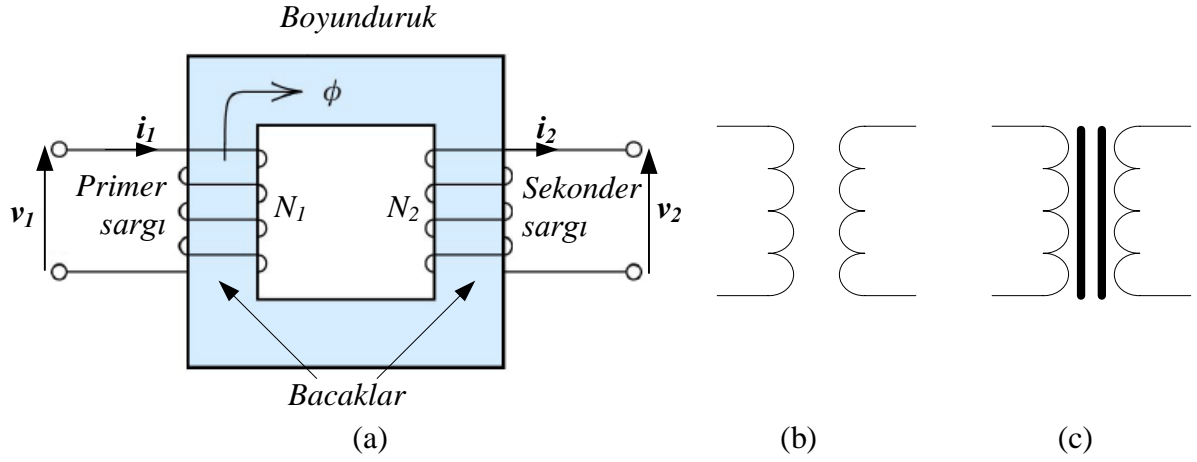 Boyunduruk
ϕ
i1
i2
v1
Primer
sargı
N1
N2
Sekonder
sargı
v2
Bacaklar
(a)
(b)
(c)